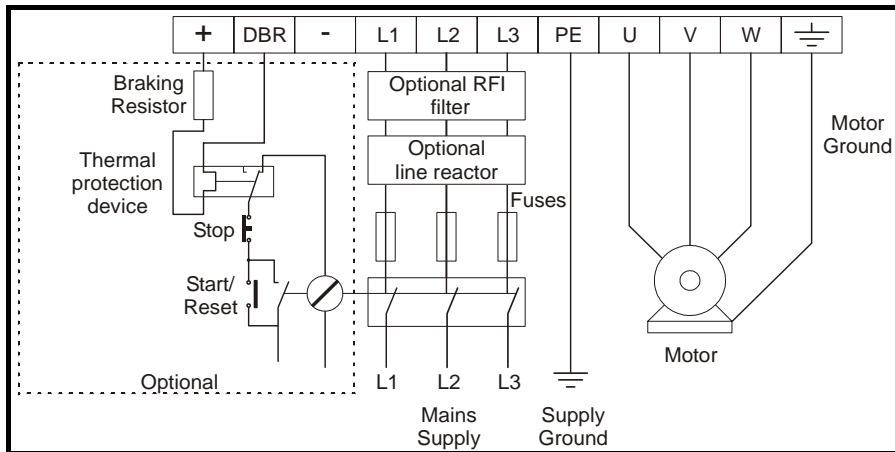 + DBR - L1 L2 L3 PE U V W
Braking
Resistor
Optional RFI
filter
Optional
line reactor
Thermal
protection
device
Motor
Ground
Fuses
Stop
Start/
Reset
Optional
L1 L2 L3
Mains
Supply
Supply
Ground
Motor